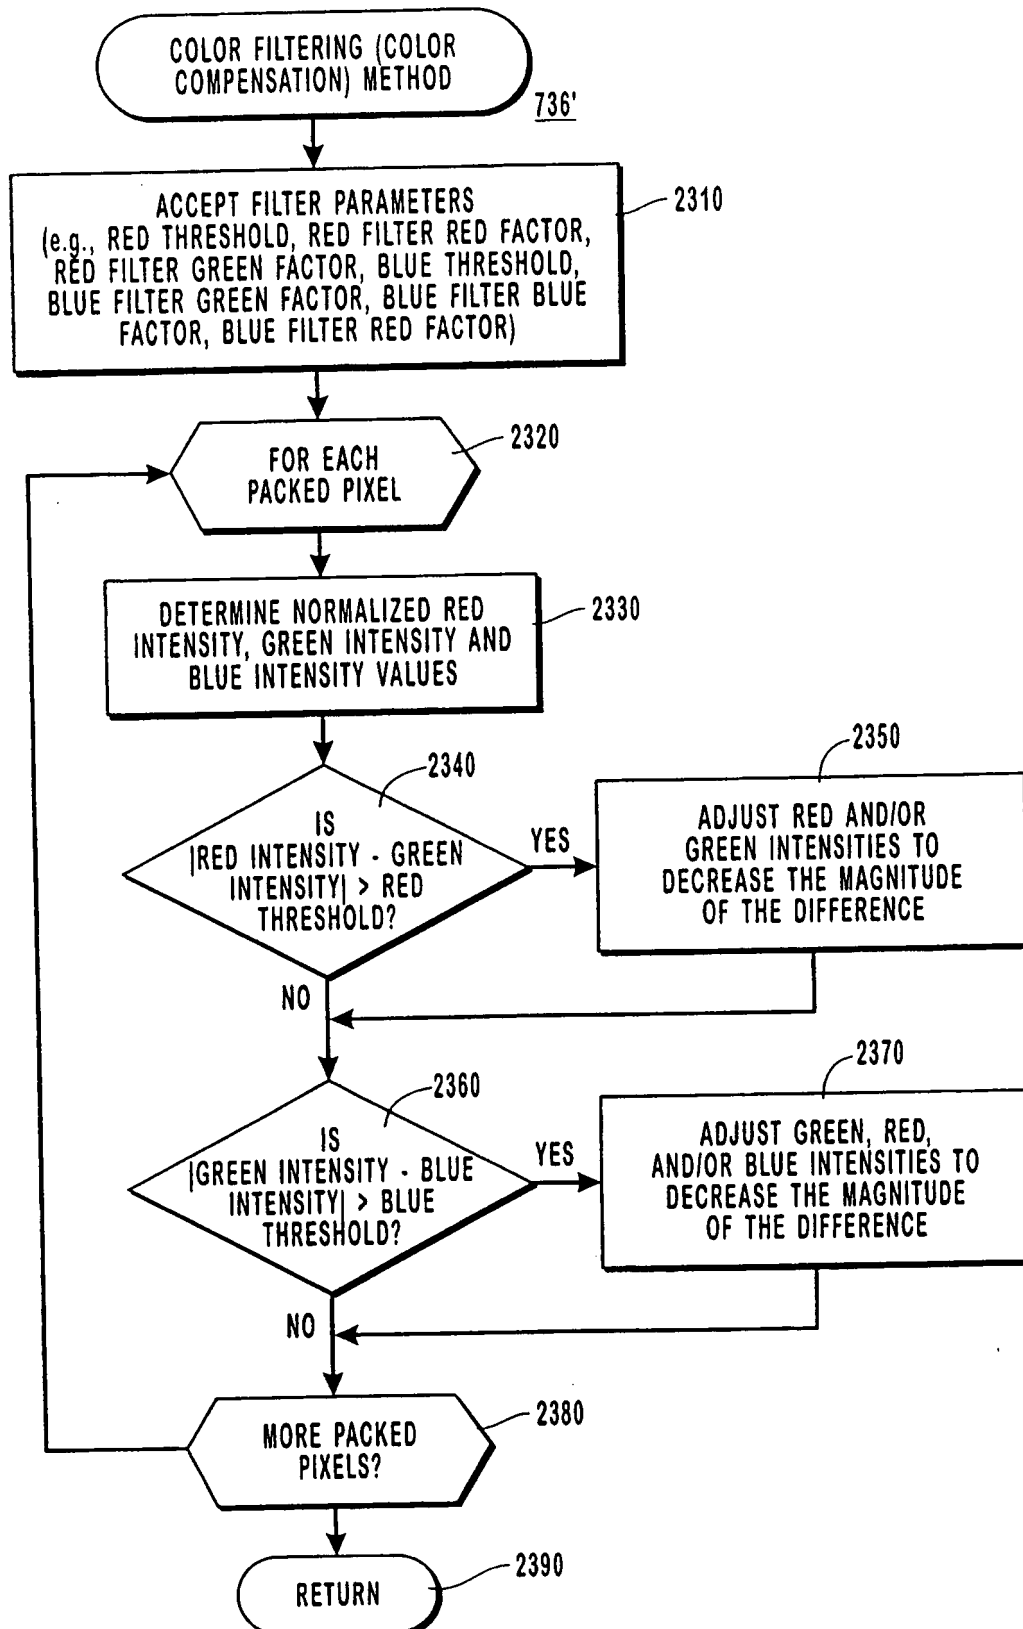 COLOR FILTERING (COLOR
COMPENSATION) METHOD
736'
ACCEPT FILTER PARAMETERS
(e.g., RED THRESHOLD, RED FILTER RED FACTOR,
RED FILTER GREEN FACTOR, BLUE THRESHOLD,
BLUE FILTER GREEN FACTOR, BLUE FILTER BLUE
FACTOR, BLUE FILTER RED FACTOR)
2310
FOR EACH
PACKED PIXEL
2320
DETERMINE NORMALIZED RED
INTENSITY, GREEN INTENSITY AND
BLUE INTENSITY VALUES
2330
IS
|RED INTENSITY - GREEN
INTENSITY| > RED
THRESHOLD?
2340
YES
NO
ADJUST RED AND/OR
GREEN INTENSITIES TO
DECREASE THE MAGNITUDE
OF THE DIFFERENCE
2350
IS
|GREEN INTENSITY - BLUE
INTENSITY| > BLUE
THRESHOLD?
2360
YES
NO
ADJUST GREEN, RED,
AND/OR BLUE INTENSITIES TO
DECREASE THE MAGNITUDE
OF THE DIFFERENCE
2370
MORE PACKED
PIXELS?
2380
RETURN
2390